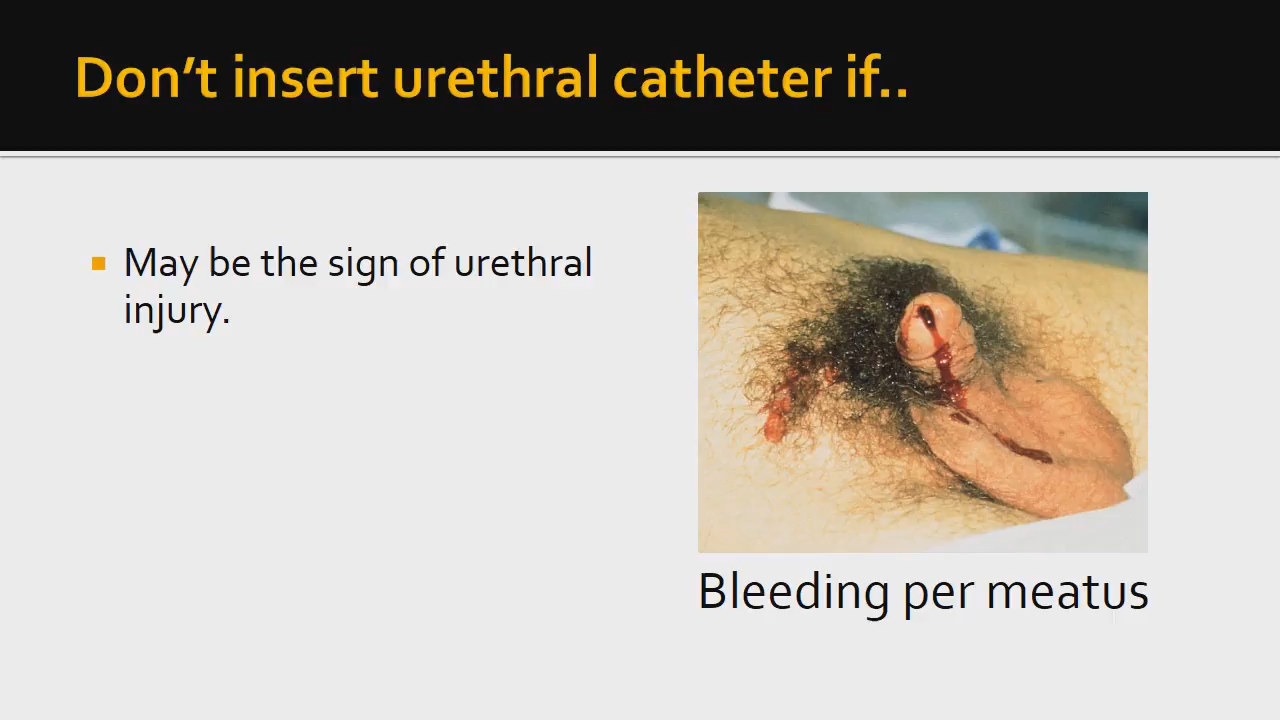 Don’t insert urethral catheter if..
May be the sign of urethral
injury.
Bleeding per meatus